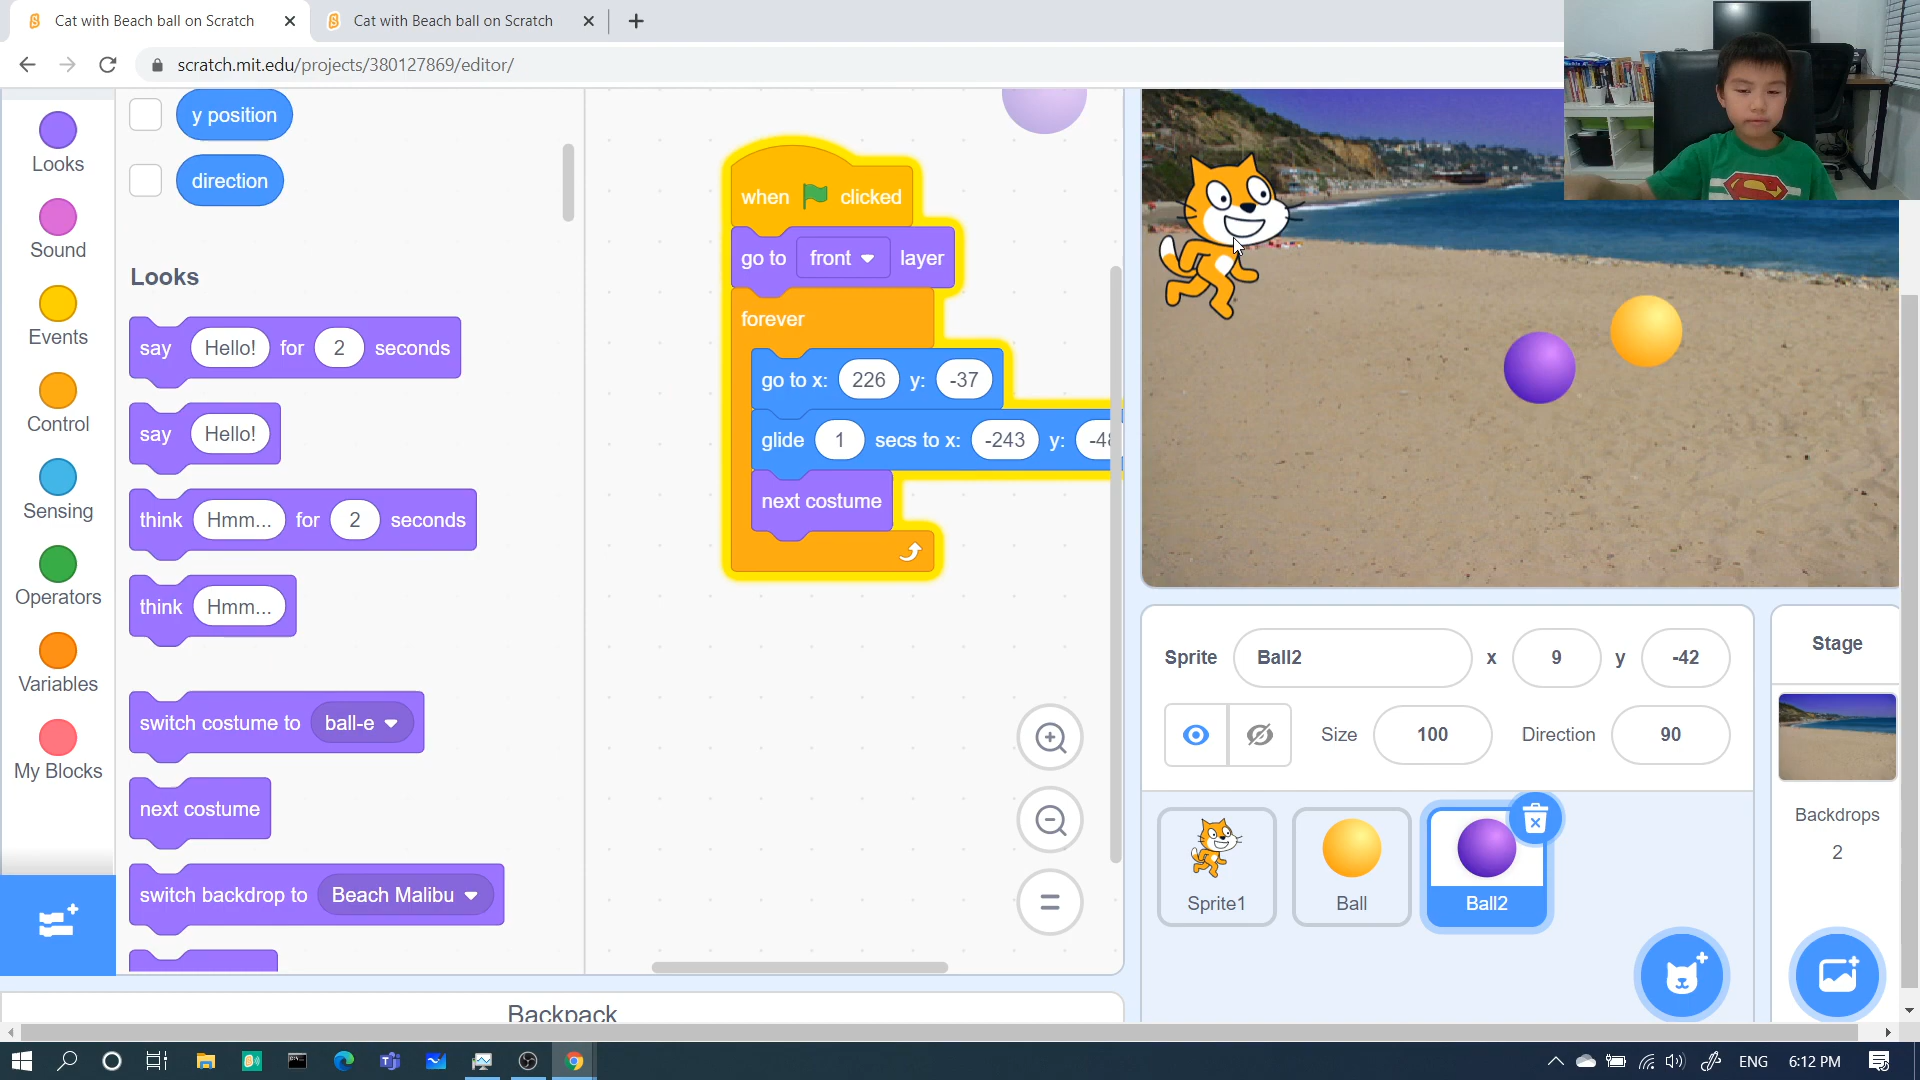 Cat with Beach ball on Scratch
Cat with Beach ball on Scratch
scratch.mit.edu/projects/380127869/editor/
Looks
Sound
Events
Control
Sensing
Operators
Variables
My Blocks
y position
direction
Looks
say Hello! for 2 seconds
say Hello!
think Hmm... for 2 seconds
think Hmm...
switch costume to ball-e
next costume
switch backdrop to Beach Malibu
when clicked
go to front layer
forever
go to x: 226 y: -37
glide 1 secs to x: -243 y: -48
next costume
Backpack
Sprite Ball2 x 9 y -42
Size 100 Direction 90
Sprite1
Ball
Ball2
Stage
Backdrops
2
ENG 6:12 PM